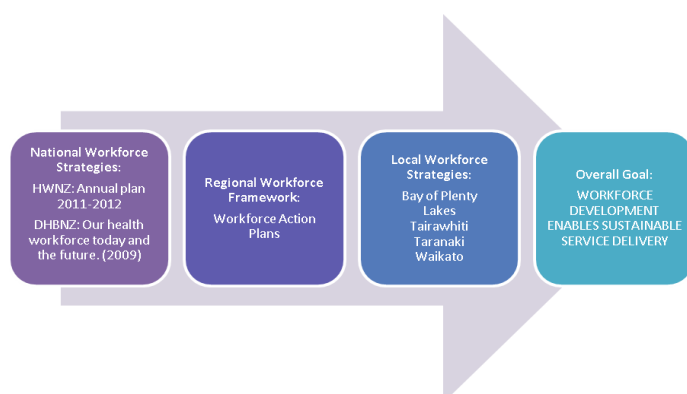 National Workforce
Strategies:
HWNZ: Annual plan
2011-2012
DHBNZ: Our health
workforce today and
the future. (2009)
Regional Workforce
Framework:
Workforce Action
Plans
Local Workforce
Strategies:
Bay of Plenty
Lakes
Tairawhiti
Taranaki
Waikato
Overall Goal:
WORKFORCE
DEVELOPMENT
ENABLES SUSTAINABLE
SERVICE DELIVERY